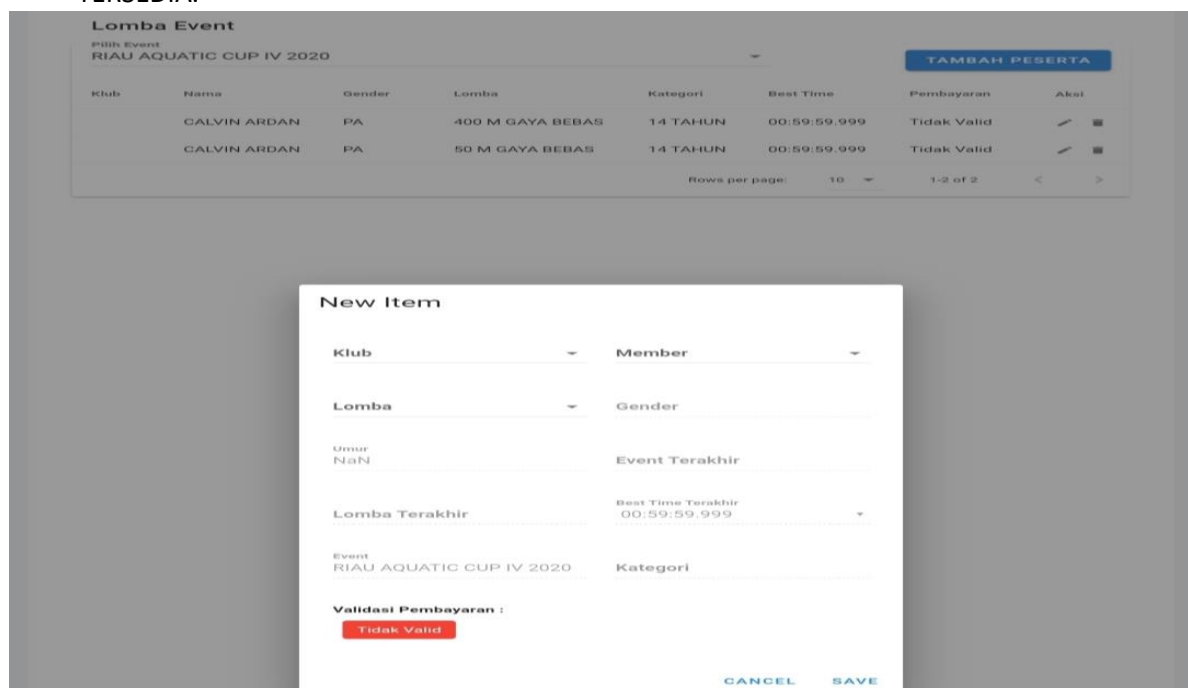 TERSEDIA.
Lomba Event
Pilih Event
RIAU AQUATIC CUP IV 2020
TAMBAH PESERTA
Klub Nama Gender Lomba Kategori Best Time Pembayaran Aksi
CALVIN ARDAN PA 400 M GAYA BEBAS 14 TAHUN 00:59:59.999 Tidak Valid
CALVIN ARDAN PA 50 M GAYA BEBAS 14 TAHUN 00:59:59.999 Tidak Valid
Rows per page: 10 1-2 of 2 < >
New Item
Klub Member
Lomba Gender
Umur
NaN Event Terakhir
Best Time Terakhir
Lomba Terakhir 00:59:59.999
Event
RIAU AQUATIC CUP IV 2020 Kategori
Validasi Pembayaran :
Tidak Valid
CANCEL SAVE